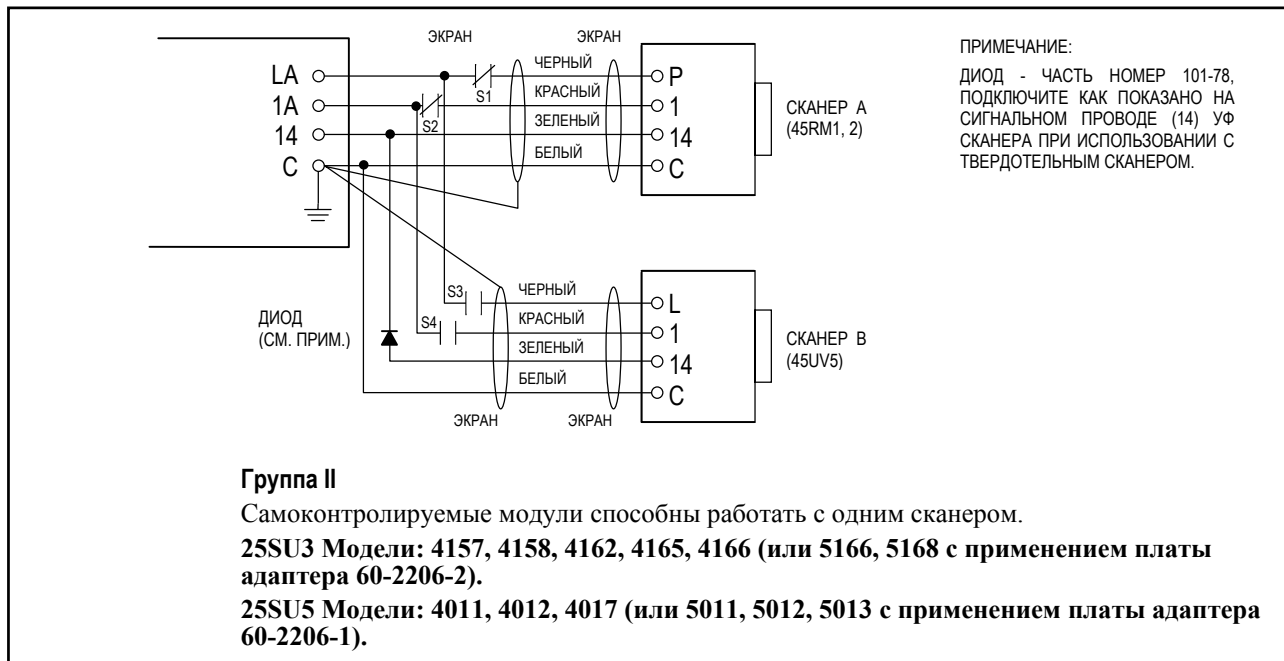 ЭКРАН
ЭКРАН
LA
1A
14
C
S1
S2
ЧЕРНЫЙ
КРАСНЫЙ
ЗЕЛЕНЫЙ
БЕЛЫЙ
P
1
14
C
СКАНЕР А
(45RM1, 2)
ПРИМЕЧАНИЕ:
ДИОД - ЧАСТЬ НОМЕР 101-78,
ПОДКЛЮЧИТЕ КАК ПОКАЗАНО НА
СИГНАЛЬНОМ ПРОВОДЕ (14) УФ
СКАНЕРА ПРИ ИСПОЛЬЗОВАНИИ С
ТВЕРДОТЕЛЬНЫМ СКАНЕРОМ.
ДИОД
(СМ. ПРИМ.)
S3
S4
ЧЕРНЫЙ
КРАСНЫЙ
ЗЕЛЕНЫЙ
БЕЛЫЙ
L
1
14
C
СКАНЕР В
(45UV5)
ЭКРАН
ЭКРАН
Группа II
Самоконтролируемые модули способны работать с одним сканером.
25SU3 Модели: 4157, 4158, 4162, 4165, 4166 (или 5166, 5168 с применением платы
адаптера 60-2206-2).
25SU5 Модели: 4011, 4012, 4017 (или 5011, 5012, 5013 с применением платы адаптера
60-2206-1).